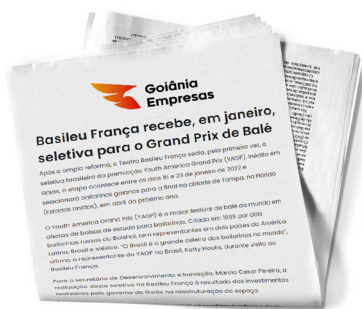 Goiânia
Empresas
Basileu França recebe, em janeiro,
seletiva para o Grand Prix de Balé
Após a ampla reforma, o Teatro Basileu França sedia, pela primeira vez, a
seletiva brasileira da premiação Youth America Grand Prix (YAGP). Inédita em
Goiás, a etapa acontece entre os dias 16 e 23 de janeiro de 2022 e
selecionará bailarinos goianos para a final na cidade de Tampa, na Flórida
(Estados Unidos), em abril do próximo ano.
O Youth America Grand Prix (YAGP) é o maior festival de balé do mundo em
ofertas de bolsas de estudo para bailarinos. Criado em 1999 por dois
bailarinos russos do Bolshoi, tem representantes em dois países da América
Latina: Brasil e México. "O Brasil é o grande celeiro dos bailarinos no mundo",
afirma a representante do YAGP no Brasil, Katty Houlis, durante visita ao
Basileu França.
Para o secretário de Desenvolvimento e Inovação, Marcio Cesar Pereira, a
realização desta seletiva na Basileu França é resultado dos investimentos
realizados pelo governo de Goiás na reestruturação do espaço